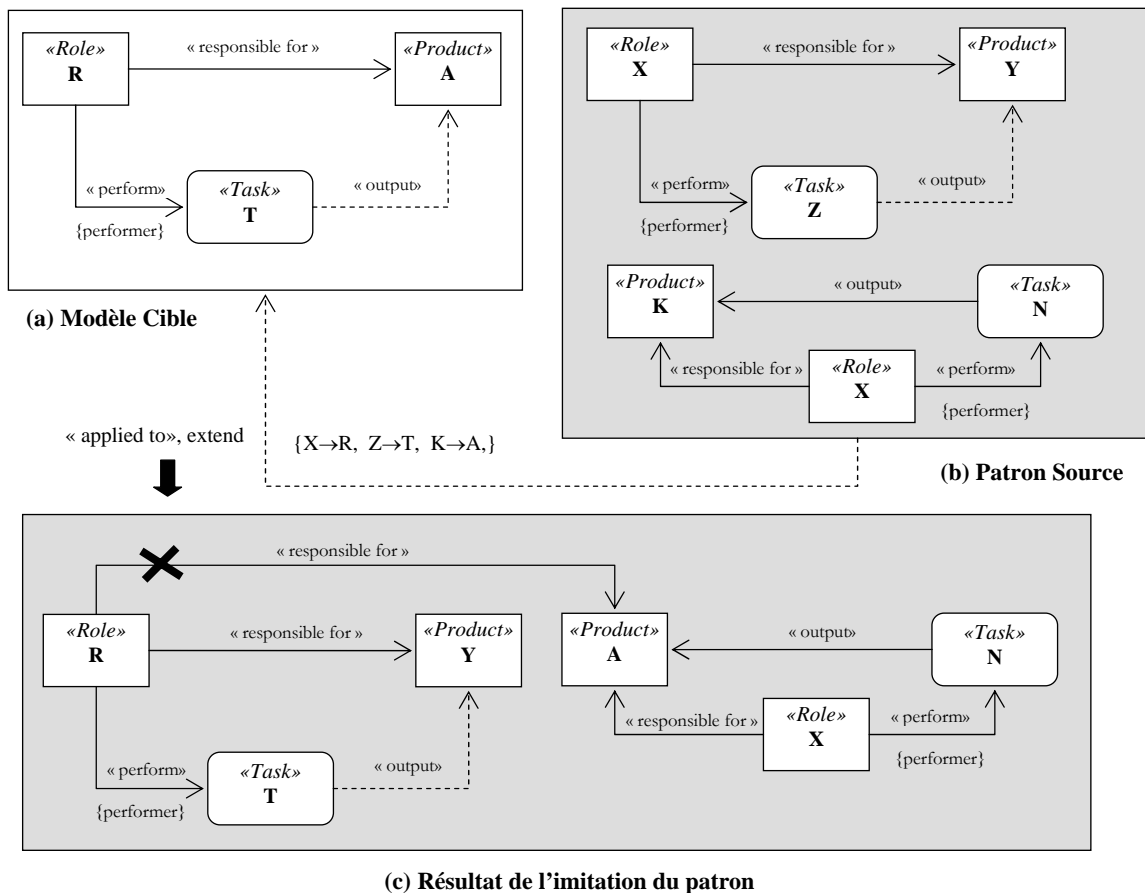 «Role»
R
« responsible for »
«Product»
A
« perform»
{performer}
«Task»
T
« output»
(a) Modèle Cible
«Role»
X
« responsible for »
«Product»
Y
« perform»
{performer}
«Task»
Z
« output»
«Product»
K
« output»
«Task»
N
« responsible for »
«Role»
X
« perform»
{performer}
(b) Patron Source
« applied to», extend
{X→R, Z→T, K→A,}
« responsible for »
«Role»
R
« responsible for »
«Product»
Y
«Product»
A
« output»
«Task»
N
« perform»
{performer}
«Task»
T
« output»
« responsible for »
«Role»
X
« perform»
{performer}
(c) Résultat de l'imitation du patron